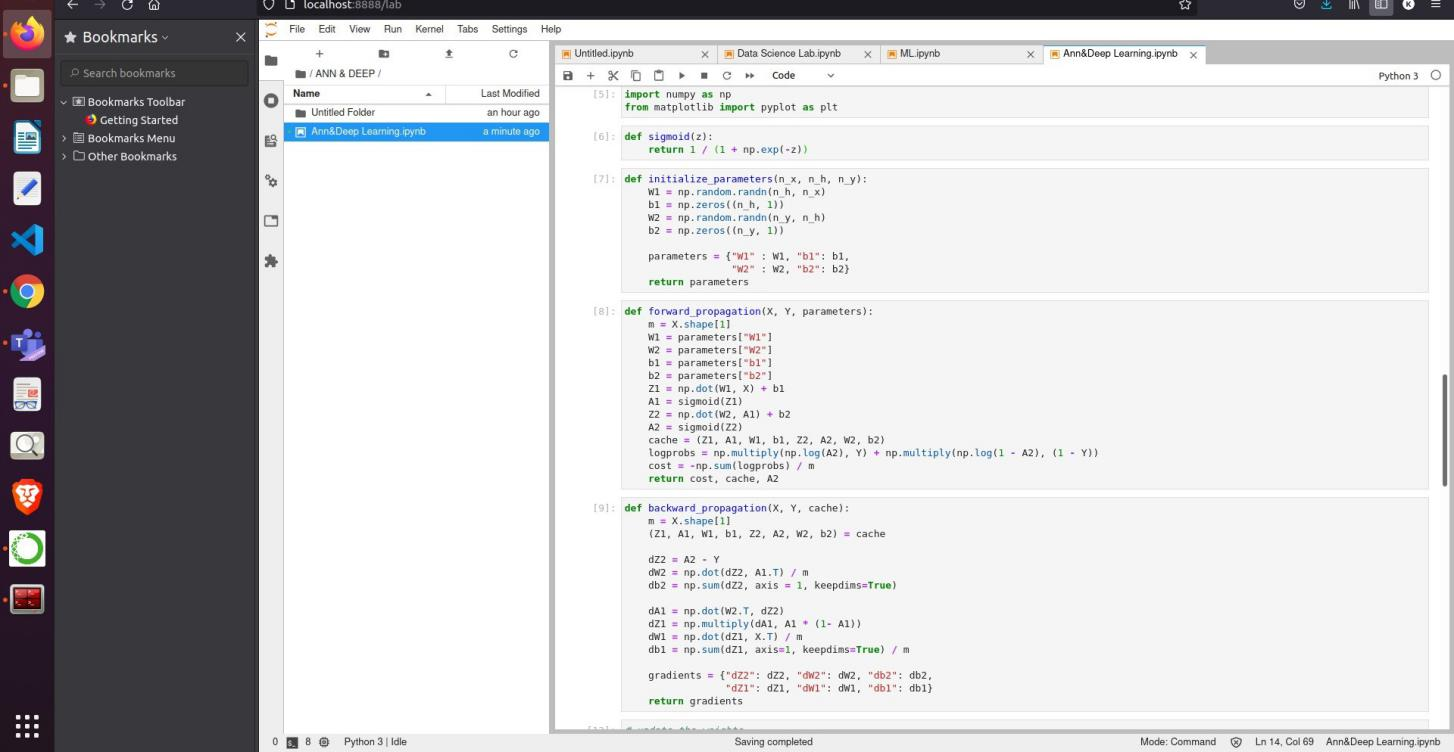 localhost:8888/lab
Bookmarks
Search bookmarks
Bookmarks Toolbar
Getting Started
Bookmarks Menu
Other Bookmarks
File Edit View Run Kernel Tabs Settings Help
/ ANN & DEEP /
Name Last Modified
Untitled Folder an hour ago
Ann&Deep Learning.ipynb a minute ago
Untitled.ipynb Data Science Lab.ipynb ML.ipynb Ann&Deep Learning.ipynb
Code Python 3
[5]: import numpy as np
from matplotlib import pyplot as plt
[6]: def sigmoid(z):
return 1 / (1 + np.exp(-z))
[7]: def initialize_parameters(n_x, n_h, n_y):
W1 = np.random.randn(n_h, n_x)
b1 = np.zeros((n_h, 1))
W2 = np.random.randn(n_y, n_h)
b2 = np.zeros((n_y, 1))
parameters = {"W1" : W1, "b1": b1,
"W2" : W2, "b2": b2}
return parameters
[8]: def forward_propagation(X, Y, parameters):
m = X.shape[1]
W1 = parameters["W1"]
W2 = parameters["W2"]
b1 = parameters["b1"]
b2 = parameters["b2"]
Z1 = np.dot(W1, X) + b1
A1 = sigmoid(Z1)
Z2 = np.dot(W2, A1) + b2
A2 = sigmoid(Z2)
cache = (Z1, A1, W1, b1, Z2, A2, W2, b2)
logprobs = np.multiply(np.log(A2), Y) + np.multiply(np.log(1 - A2), (1 - Y))
cost = -np.sum(logprobs) / m
return cost, cache, A2
[9]: def backward_propagation(X, Y, cache):
m = X.shape[1]
(Z1, A1, W1, b1, Z2, A2, W2, b2) = cache
dZ2 = A2 - Y
dW2 = np.dot(dZ2, A1.T) / m
db2 = np.sum(dZ2, axis = 1, keepdims=True)
dA1 = np.dot(W2.T, dZ2)
dZ1 = np.multiply(dA1, A1 * (1- A1))
dW1 = np.dot(dZ1, X.T) / m
db1 = np.sum(dZ1, axis=1, keepdims=True) / m
gradients = {"dZ2": dZ2, "dW2": dW2, "db2": db2,
"dZ1": dZ1, "dW1": dW1, "db1": db1}
return gradients
0 8 Python 3 | Idle Saving completed Mode: Command Ln 14, Col 69 Ann&Deep Learning.ipynb